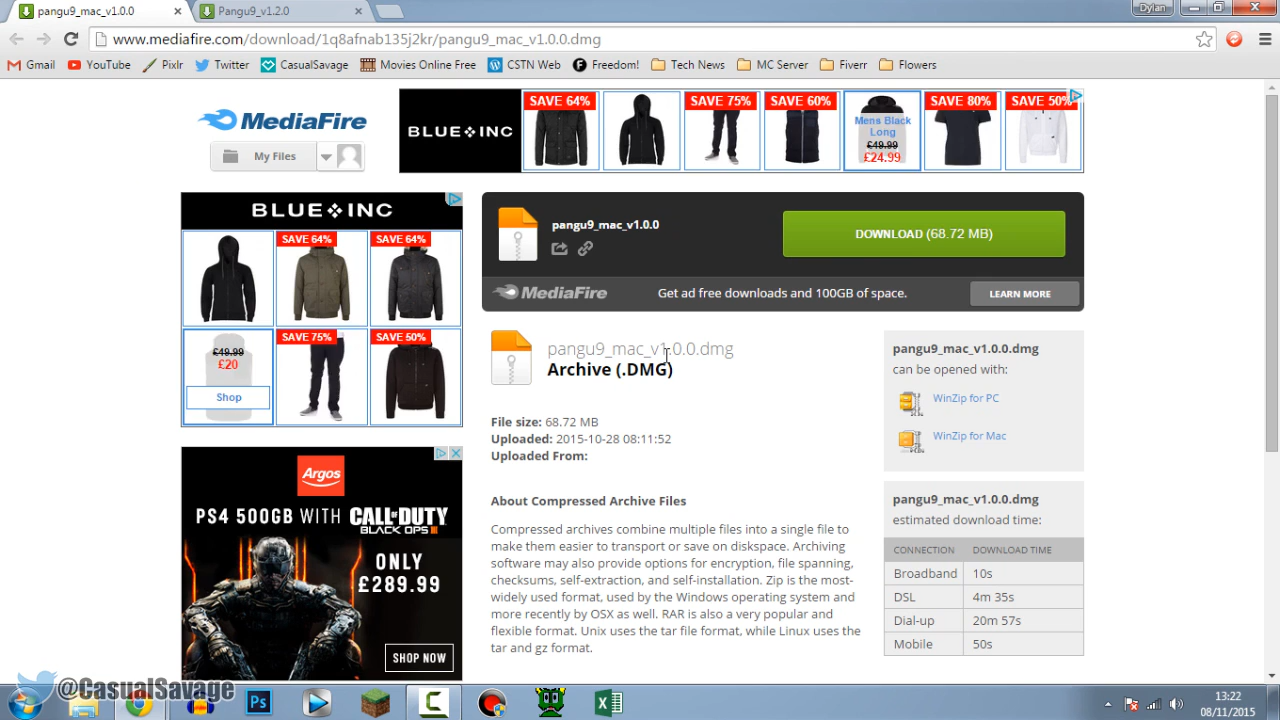 pangu9_mac_v1.0.0
Pangu9_v1.2.0
Dylan
www.mediafire.com/download/1q8afnab135j2kr/pangu9_mac_v1.0.0.dmg
Gmail
YouTube
Pixlr
Twitter
CasualSavage
Movies Online Free
CSTN Web
Freedom!
Tech News
MC Server
Fiverr
Flowers
MediaFire
My Files
BLUE INC
SAVE 64%
SAVE 75%
SAVE 60%
Mens Black
Long
£49.99
£24.99
SAVE 80%
SAVE 50%
BLUE INC
SAVE 64%
SAVE 64%
£49.99
£20
Shop
SAVE 75%
SAVE 50%
pangu9_mac_v1.0.0
DOWNLOAD (68.72 MB)
MediaFire
Get ad free downloads and 100GB of space.
LEARN MORE
pangu9_mac_v1.0.0.dmg
Archive (.DMG)
File size: 68.72 MB
Uploaded: 2015-10-28 08:11:52
Uploaded From:
About Compressed Archive Files
Compressed archives combine multiple files into a single file to
make them easier to transport or save on diskspace. Archiving
software may also provide options for encryption, file spanning,
checksums, self-extraction, and self-installation. Zip is the most-
widely used format, used by the Windows operating system and
more recently by OSX as well. RAR is also a very popular and
flexible format. Unix uses the tar file format, while Linux uses the
tar and gz format.
pangu9_mac_v1.0.0.dmg
can be opened with:
WinZip for PC
WinZip for Mac
pangu9_mac_v1.0.0.dmg
estimated download time:
CONNECTION DOWNLOAD TIME
Broadband 10s
DSL 4m 35s
Dial-up 20m 57s
Mobile 50s
Argos
PS4 500GB WITH CALL OF DUTY
BLACK OPS III
ONLY
£289.99
SHOP NOW
@CasualSavage
Ps
13:22
08/11/2015